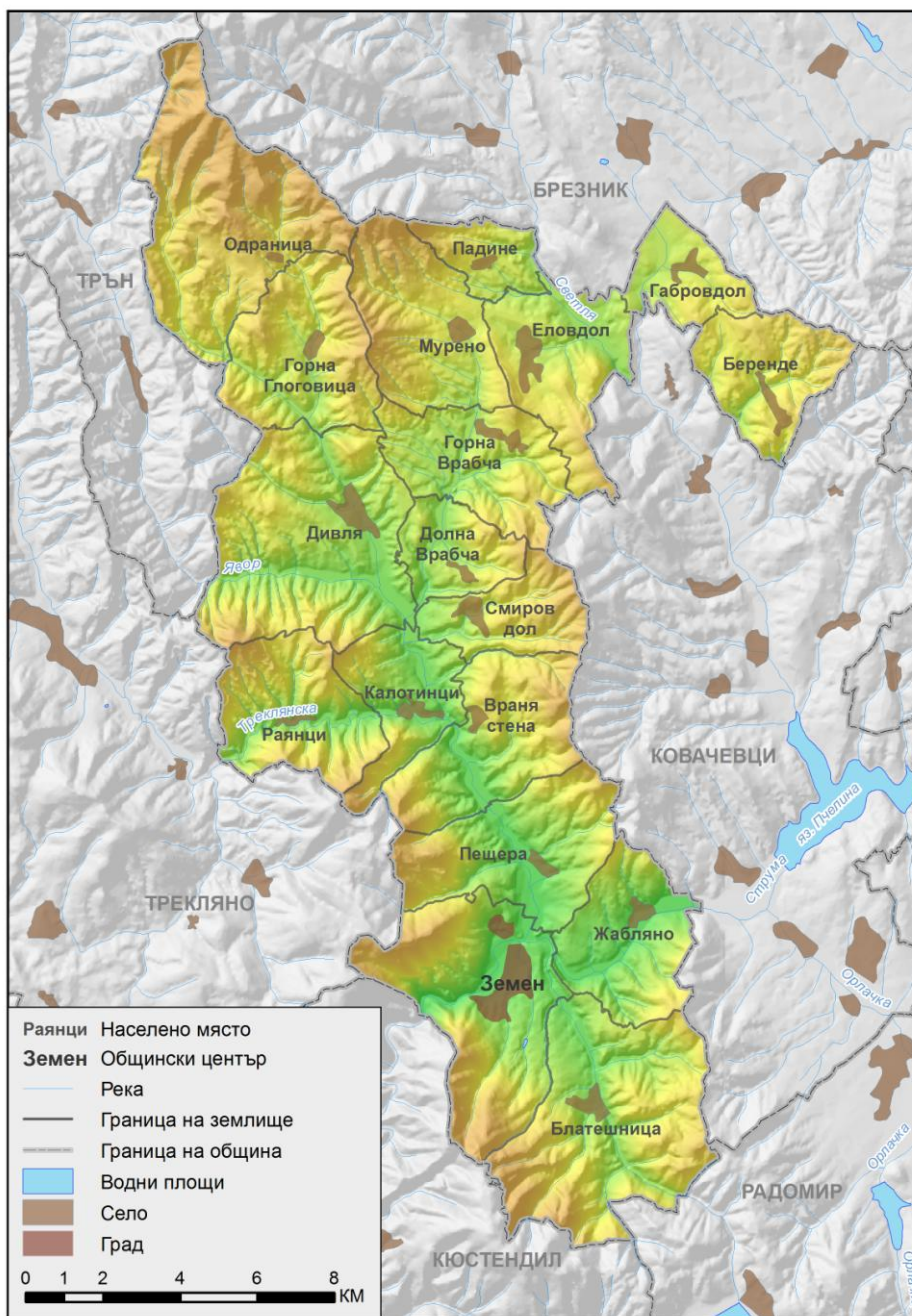 БРЕЗНИК
Одраница
Падине
ТРЪН
Светля
Габровдол
Мурено
Еловдол
Горна
Глоговица
Беренде
Горна
Врабча
Дивля
Долна
Врабча
Явор
Смиров
дол
Калотинци
Враня
стена
Треклянска
Раянци
КОВАЧЕВЦИ
яз. Пчелина
Струма
Пещера
ТРЕКЛЯНО
Жабляно
Земен
Орлачка
Блатешница
Орлачка
РАДОМИР
КЮСТЕНДИЛ
Раянци Населено място
Земен Общински център
Река
Граница на землище
Граница на община
Водни площи
Село
Град
0 1 2 4 6 8
КМ